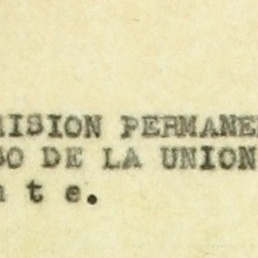 MISION PERMANE
SO DE LA UNION
n t e.